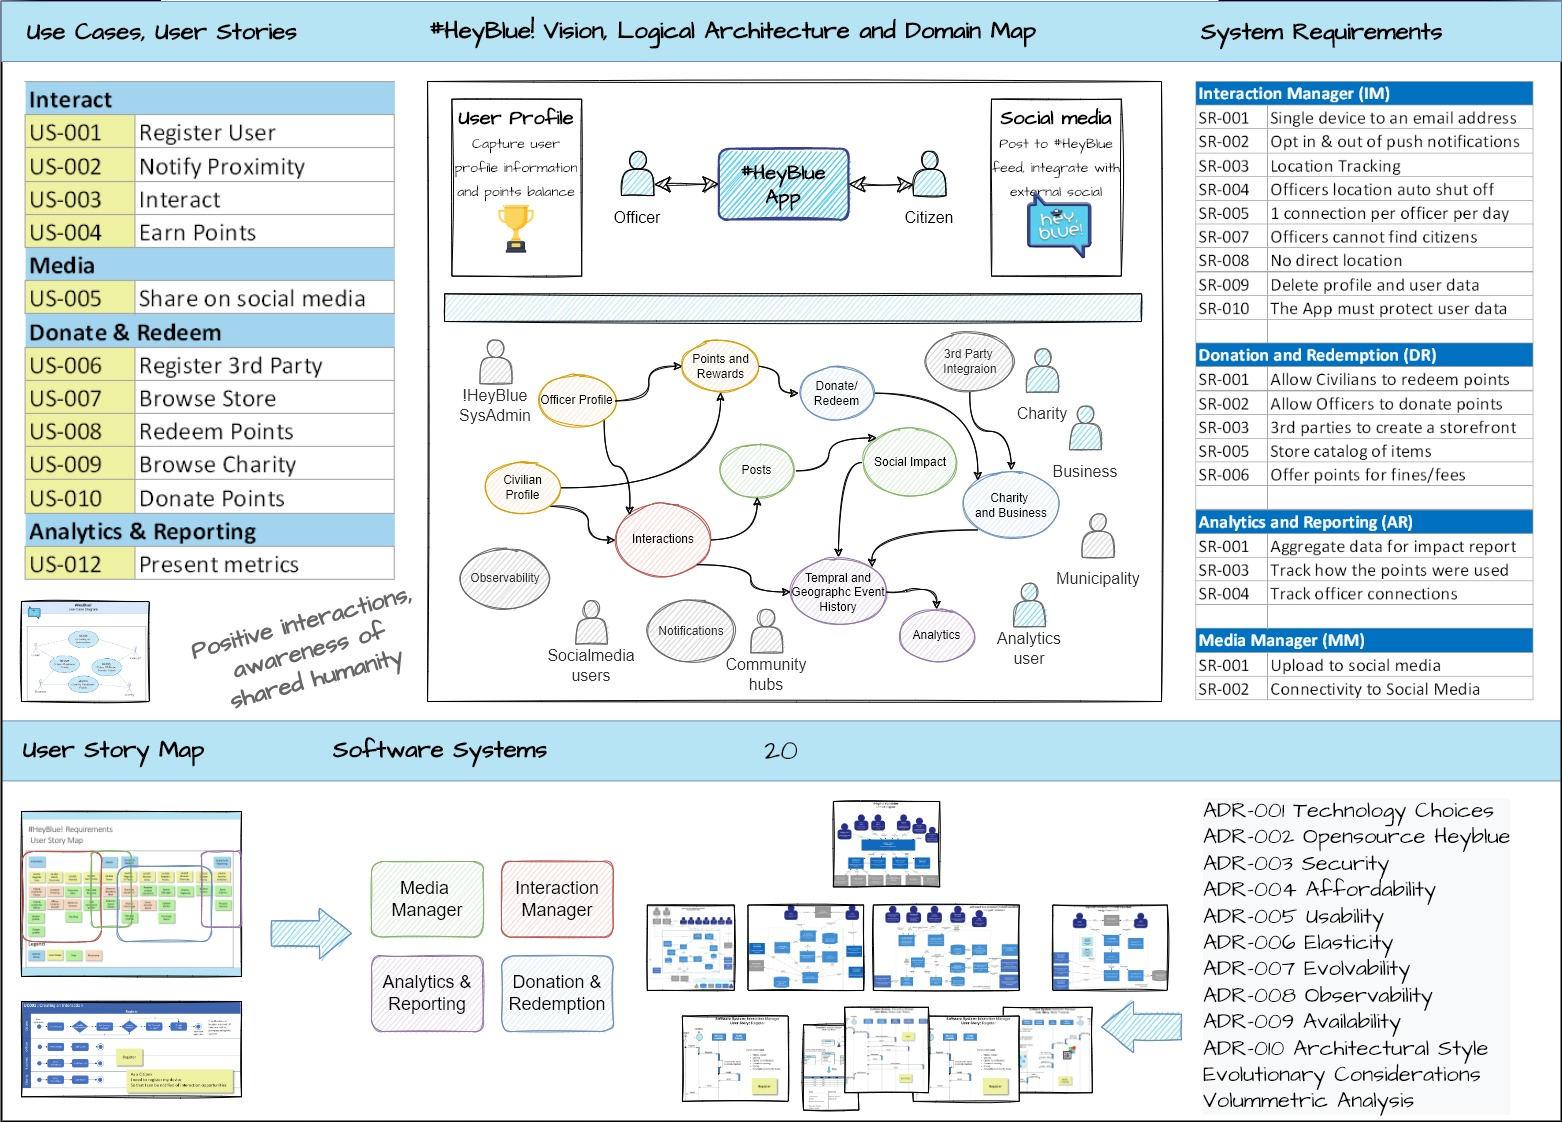 Use Cases, User Stories
#HeyBlue! Vision, Logical Architecture and Domain Map
System Requirements
Interact
US-001 Register User
US-002 Notify Proximity
US-003 Interact
US-004 Earn Points
Media
US-005 Share on social media
Donate & Redeem
US-006 Register 3rd Party
US-007 Browse Store
US-008 Redeem Points
US-009 Browse Charity
US-010 Donate Points
Analytics & Reporting
US-012 Present metrics
Positive interactions,
awareness of
shared humanity
User Profile
Capture user
profile information
and points balance
Officer
#HeyBlue
App
Citizen
Social media
Post to #HeyBlue
feed, integrate with
external social
hey,
blue!
!HeyBlue
SysAdmin
Officer Profile
Points and
Rewards
Donate/
Redeem
3rd Party
Integraion
Charity
Business
Civilian
Profile
Posts
Social Impact
Charity
and Business
Interactions
Observability
Notifications
Tempral and
Geographc Event
History
Analytics
Municipality
Socialmedia
users
Community
hubs
Analytics
user
Interaction Manager (IM)
SR-001 Single device to an email address
SR-002 Opt in & out of push notifications
SR-003 Location Tracking
SR-004 Officers location auto shut off
SR-005 1 connection per officer per day
SR-007 Officers cannot find citizens
SR-008 No direct location
SR-009 Delete profile and user data
SR-010 The App must protect user data
Donation and Redemption (DR)
SR-001 Allow Civilians to redeem points
SR-002 Allow Officers to donate points
SR-003 3rd parties to create a storefront
SR-005 Store catalog of items
SR-006 Offer points for fines/fees
Analytics and Reporting (AR)
SR-001 Aggregate data for impact report
SR-003 Track how the points were used
SR-004 Track officer connections
Media Manager (MM)
SR-001 Upload to social media
SR-002 Connectivity to Social Media
User Story Map
Software Systems
2.0
#HeyBlue! Requirements
User Story Map
Legend
Register
As a Citizen
Media
Manager
Interaction
Manager
Analytics &
Reporting
Donation &
Redemption
Register
Register
ADR-001 Technology Choices
ADR-002 Opensource Heyblue
ADR-003 Security
ADR-004 Affordability
ADR-005 Usability
ADR-006 Elasticity
ADR-007 Evolvability
ADR-008 Observability
ADR-009 Availability
ADR-010 Architectural Style
Evolutionary Considerations
Volummetric Analysis